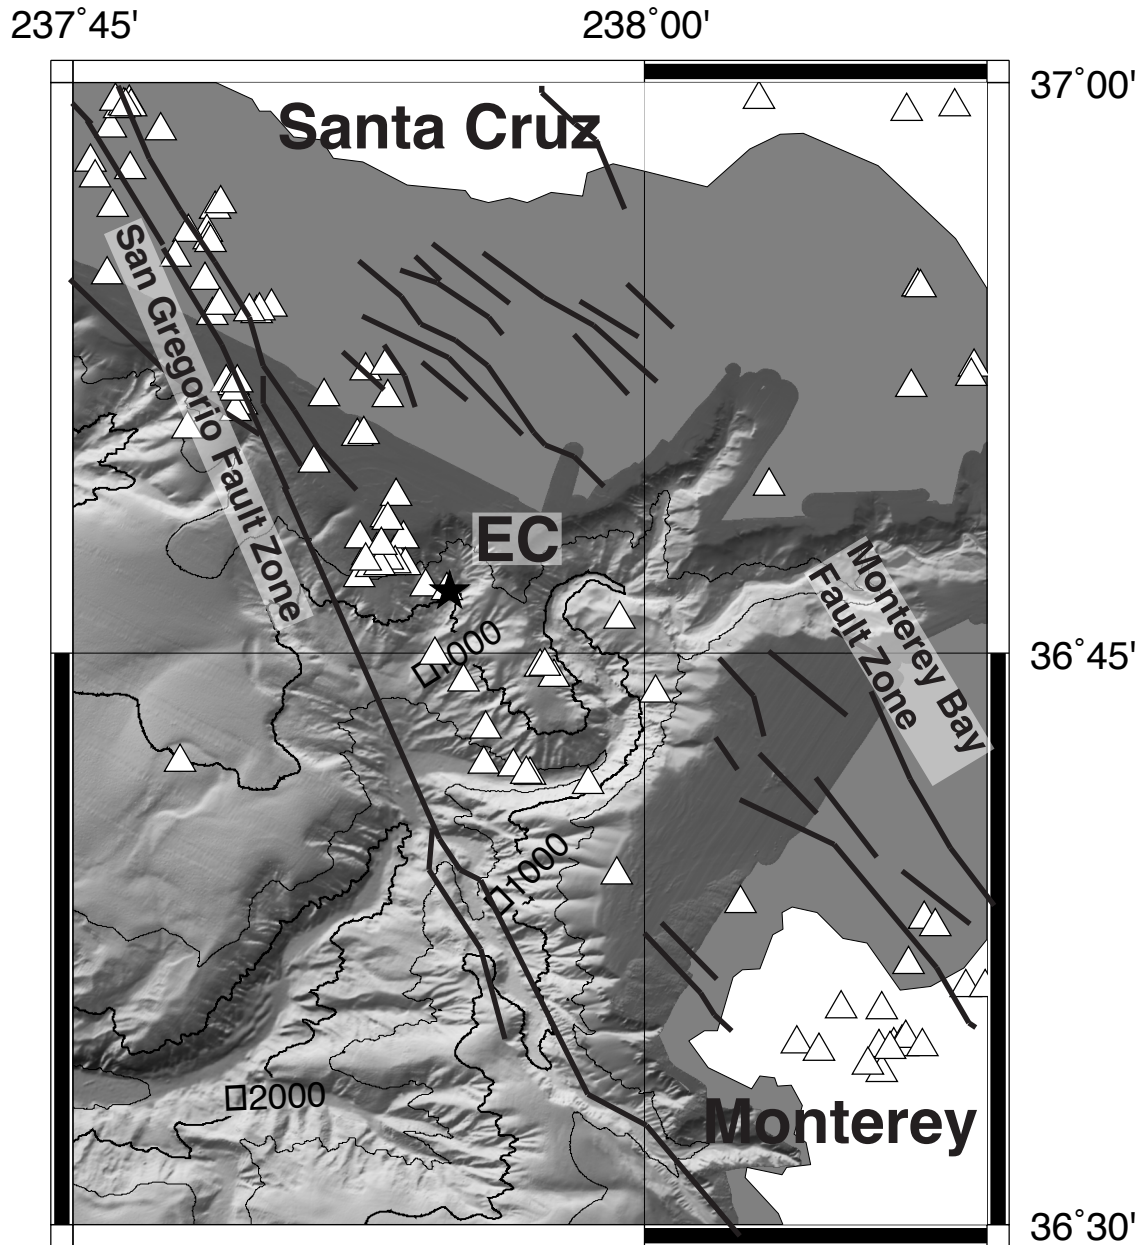 237˚45'
238˚00'
37˚00'
Santa Cruz
San Gregorio Fault Zone
EC
Monterey Bay
Fault Zone
1000
36˚45'
1000
2000
Monterey
36˚30'